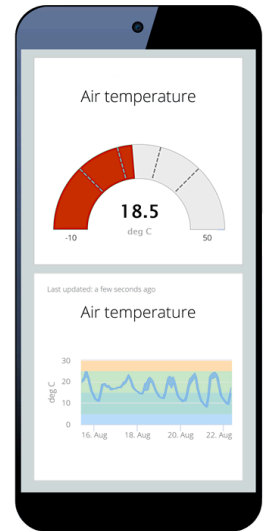 Air temperature
18.5
deg C
-10
50
Last updated: a few seconds ago
Air temperature
30
20
10
0
deg C
16. Aug 18. Aug 20. Aug 22. Aug